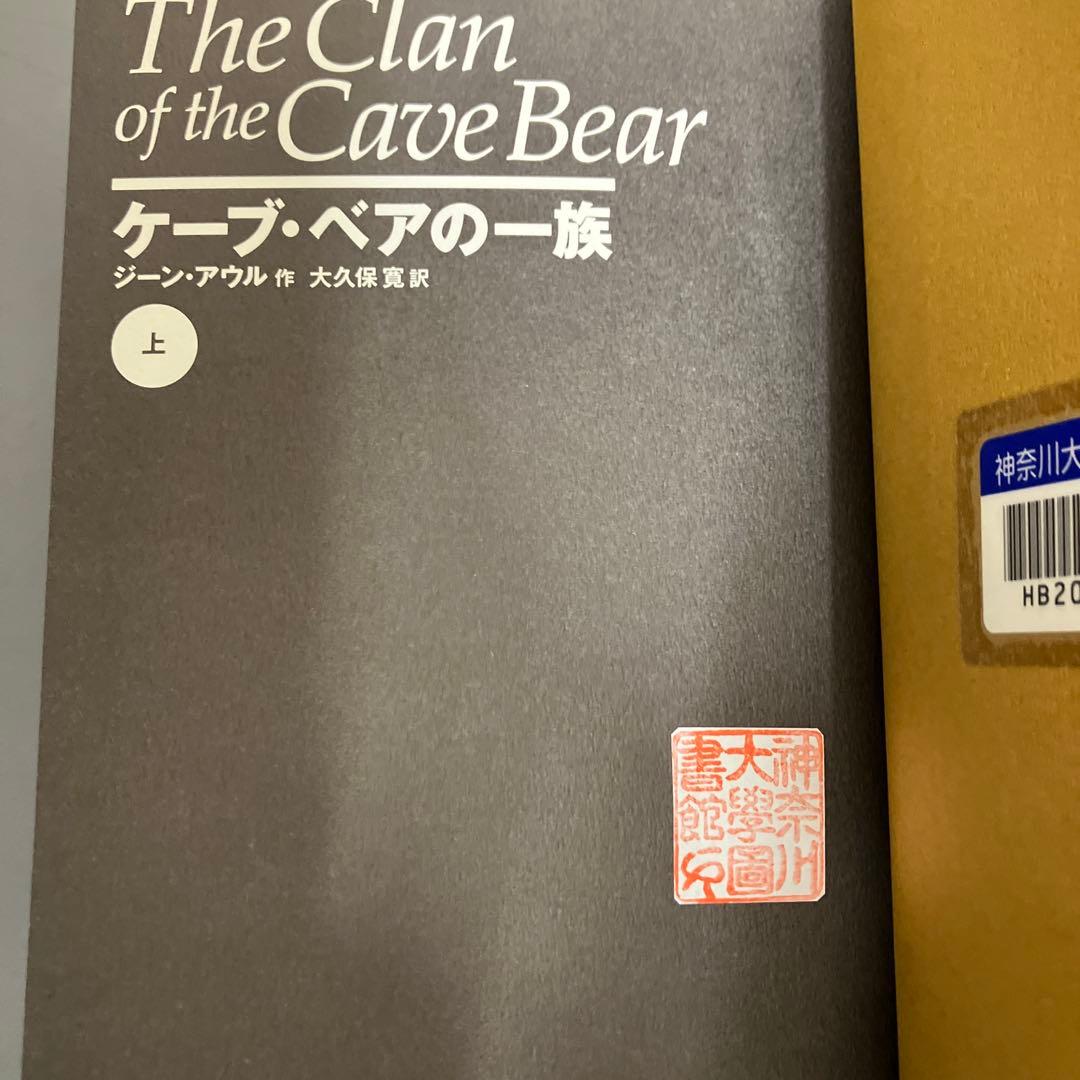 The Clan
of the Cave Bear
ケーブ・ベアの一族
ジーン・アウル 作 大久保 寛 訳
上
神奈川大
HB20
神奈川
大學圖
書館印